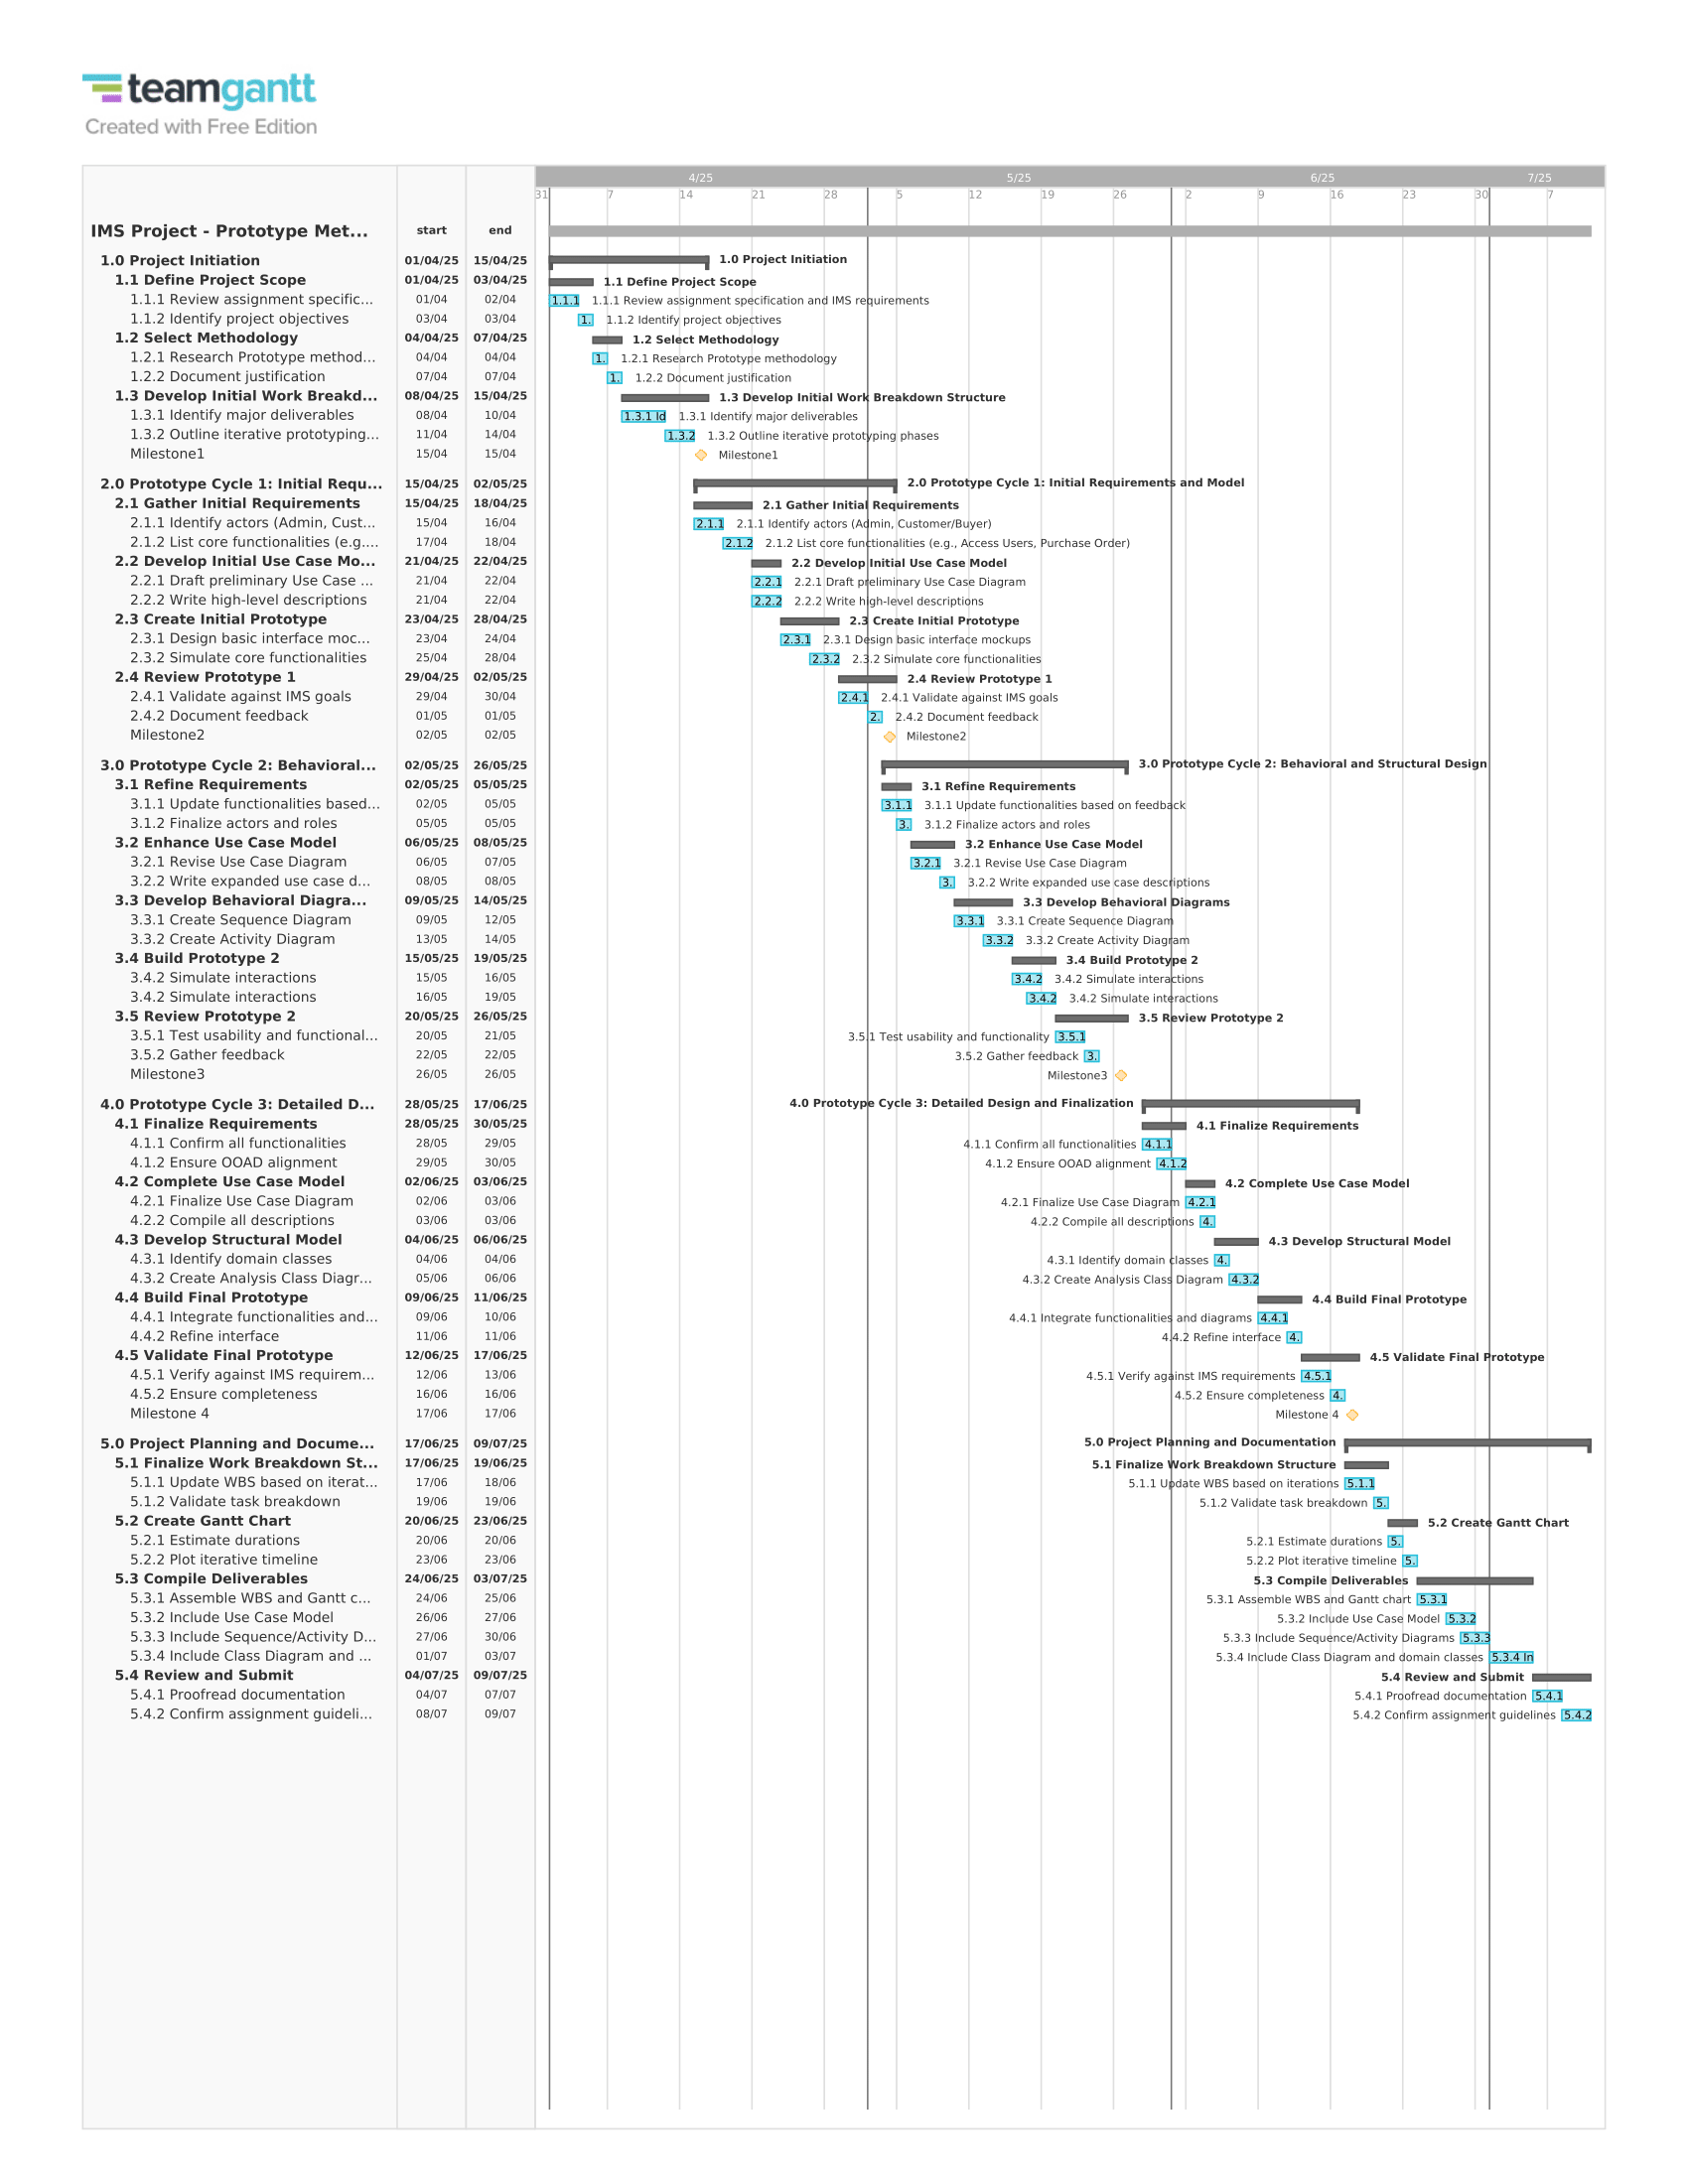 teamgantt
Created with Free Edition
4/25 5/25 6/25 7/25
31 7 14 21 28 5 12 19 26 2 9 16 23 30 7
IMS Project - Prototype Met... start end
1.0 Project Initiation 01/04/25 15/04/25 1.0 Project Initiation
1.1 Define Project Scope 01/04/25 03/04/25 1.1 Define Project Scope
1.1.1 Review assignment specific... 01/04 02/04 1.1.1 1.1.1 Review assignment specification and IMS requirements
1.1.2 Identify project objectives 03/04 03/04 1. 1.1.2 Identify project objectives
1.2 Select Methodology 04/04/25 07/04/25 1.2 Select Methodology
1.2.1 Research Prototype method... 04/04 04/04 1. 1.2.1 Research Prototype methodology
1.2.2 Document justification 07/04 07/04 1. 1.2.2 Document justification
1.3 Develop Initial Work Breakd... 08/04/25 15/04/25 1.3 Develop Initial Work Breakdown Structure
1.3.1 Identify major deliverables 08/04 10/04 1.3.1 Id 1.3.1 Identify major deliverables
1.3.2 Outline iterative prototyping... 11/04 14/04 1.3.2 1.3.2 Outline iterative prototyping phases
Milestone1 15/04 15/04 Milestone1
2.0 Prototype Cycle 1: Initial Requ... 15/04/25 02/05/25 2.0 Prototype Cycle 1: Initial Requirements and Model
2.1 Gather Initial Requirements 15/04/25 18/04/25 2.1 Gather Initial Requirements
2.1.1 Identify actors (Admin, Cust... 15/04 16/04 2.1.1 2.1.1 Identify actors (Admin, Customer/Buyer)
2.1.2 List core functionalities (e.g.... 17/04 18/04 2.1.2 2.1.2 List core functionalities (e.g., Access Users, Purchase Order)
2.2 Develop Initial Use Case Mo... 21/04/25 22/04/25 2.2 Develop Initial Use Case Model
2.2.1 Draft preliminary Use Case ... 21/04 22/04 2.2.1 2.2.1 Draft preliminary Use Case Diagram
2.2.2 Write high-level descriptions 21/04 22/04 2.2.2 2.2.2 Write high-level descriptions
2.3 Create Initial Prototype 23/04/25 28/04/25 2.3 Create Initial Prototype
2.3.1 Design basic interface moc... 23/04 24/04 2.3.1 2.3.1 Design basic interface mockups
2.3.2 Simulate core functionalities 25/04 28/04 2.3.2 2.3.2 Simulate core functionalities
2.4 Review Prototype 1 29/04/25 02/05/25 2.4 Review Prototype 1
2.4.1 Validate against IMS goals 29/04 30/04 2.4.1 2.4.1 Validate against IMS goals
2.4.2 Document feedback 01/05 01/05 2. 2.4.2 Document feedback
Milestone2 02/05 02/05 Milestone2
3.0 Prototype Cycle 2: Behavioral... 02/05/25 26/05/25 3.0 Prototype Cycle 2: Behavioral and Structural Design
3.1 Refine Requirements 02/05/25 05/05/25 3.1 Refine Requirements
3.1.1 Update functionalities based... 02/05 05/05 3.1.1 3.1.1 Update functionalities based on feedback
3.1.2 Finalize actors and roles 05/05 05/05 3. 3.1.2 Finalize actors and roles
3.2 Enhance Use Case Model 06/05/25 08/05/25 3.2 Enhance Use Case Model
3.2.1 Revise Use Case Diagram 06/05 07/05 3.2.1 3.2.1 Revise Use Case Diagram
3.2.2 Write expanded use case d... 08/05 08/05 3. 3.2.2 Write expanded use case descriptions
3.3 Develop Behavioral Diagra... 09/05/25 14/05/25 3.3 Develop Behavioral Diagrams
3.3.1 Create Sequence Diagram 09/05 12/05 3.3.1 3.3.1 Create Sequence Diagram
3.3.2 Create Activity Diagram 13/05 14/05 3.3.2 3.3.2 Create Activity Diagram
3.4 Build Prototype 2 15/05/25 19/05/25 3.4 Build Prototype 2
3.4.2 Simulate interactions 15/05 16/05 3.4.2 3.4.2 Simulate interactions
3.4.2 Simulate interactions 16/05 19/05 3.4.2 3.4.2 Simulate interactions
3.5 Review Prototype 2 20/05/25 26/05/25 3.5 Review Prototype 2
3.5.1 Test usability and functional... 20/05 21/05 3.5.1 Test usability and functionality 3.5.1
3.5.2 Gather feedback 22/05 22/05 3.5.2 Gather feedback 3.
Milestone3 26/05 26/05 Milestone3
4.0 Prototype Cycle 3: Detailed D... 28/05/25 17/06/25 4.0 Prototype Cycle 3: Detailed Design and Finalization
4.1 Finalize Requirements 28/05/25 30/05/25 4.1 Finalize Requirements
4.1.1 Confirm all functionalities 28/05 29/05 4.1.1 Confirm all functionalities 4.1.1
4.1.2 Ensure OOAD alignment 29/05 30/05 4.1.2 Ensure OOAD alignment 4.1.2
4.2 Complete Use Case Model 02/06/25 03/06/25 4.2 Complete Use Case Model
4.2.1 Finalize Use Case Diagram 02/06 03/06 4.2.1 Finalize Use Case Diagram 4.2.1
4.2.2 Compile all descriptions 03/06 03/06 4.2.2 Compile all descriptions 4.
4.3 Develop Structural Model 04/06/25 06/06/25 4.3 Develop Structural Model
4.3.1 Identify domain classes 04/06 04/06 4.3.1 Identify domain classes 4.
4.3.2 Create Analysis Class Diagr... 05/06 06/06 4.3.2 Create Analysis Class Diagram 4.3.2
4.4 Build Final Prototype 09/06/25 11/06/25 4.4 Build Final Prototype
4.4.1 Integrate functionalities and... 09/06 10/06 4.4.1 Integrate functionalities and diagrams 4.4.1
4.4.2 Refine interface 11/06 11/06 4.4.2 Refine interface 4.
4.5 Validate Final Prototype 12/06/25 17/06/25 4.5 Validate Final Prototype
4.5.1 Verify against IMS requirem... 12/06 13/06 4.5.1 Verify against IMS requirements 4.5.1
4.5.2 Ensure completeness 16/06 16/06 4.5.2 Ensure completeness 4.
Milestone 4 17/06 17/06 Milestone 4
5.0 Project Planning and Docume... 17/06/25 09/07/25 5.0 Project Planning and Documentation
5.1 Finalize Work Breakdown St... 17/06/25 19/06/25 5.1 Finalize Work Breakdown Structure
5.1.1 Update WBS based on iterat... 17/06 18/06 5.1.1 Update WBS based on iterations 5.1.1
5.1.2 Validate task breakdown 19/06 19/06 5.1.2 Validate task breakdown 5.
5.2 Create Gantt Chart 20/06/25 23/06/25 5.2 Create Gantt Chart
5.2.1 Estimate durations 20/06 20/06 5.2.1 Estimate durations 5.
5.2.2 Plot iterative timeline 23/06 23/06 5.2.2 Plot iterative timeline 5.
5.3 Compile Deliverables 24/06/25 03/07/25 5.3 Compile Deliverables
5.3.1 Assemble WBS and Gantt c... 24/06 25/06 5.3.1 Assemble WBS and Gantt chart 5.3.1
5.3.2 Include Use Case Model 26/06 27/06 5.3.2 Include Use Case Model 5.3.2
5.3.3 Include Sequence/Activity D... 27/06 30/06 5.3.3 Include Sequence/Activity Diagrams 5.3.3
5.3.4 Include Class Diagram and ... 01/07 03/07 5.3.4 Include Class Diagram and domain classes 5.3.4 In
5.4 Review and Submit 04/07/25 09/07/25 5.4 Review and Submit
5.4.1 Proofread documentation 04/07 07/07 5.4.1 Proofread documentation 5.4.1
5.4.2 Confirm assignment guideli... 08/07 09/07 5.4.2 Confirm assignment guidelines 5.4.2